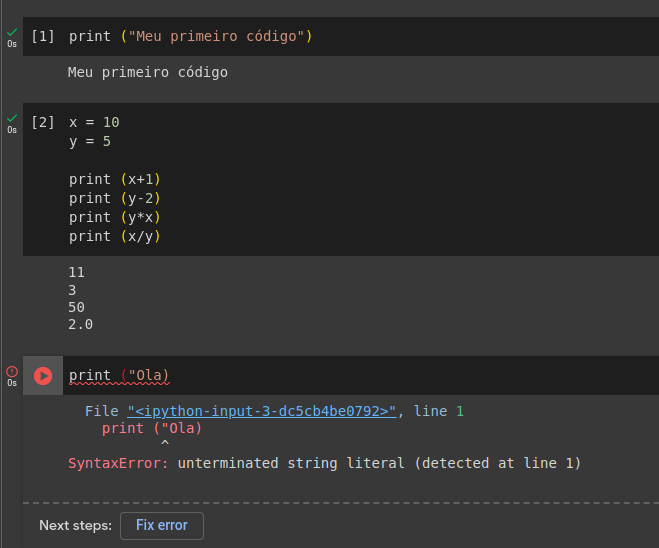 0s
[1] print ("Meu primeiro código")
Meu primeiro código
0s
[2] x = 10
y = 5
print (x+1)
print (y-2)
print (y*x)
print (x/y)
11
3
50
2.0
0s
print ("Ola)
File "<ipython-input-3-dc5cb4be0792>", line 1
print ("Ola)
^
SyntaxError: unterminated string literal (detected at line 1)
Next steps: Fix error